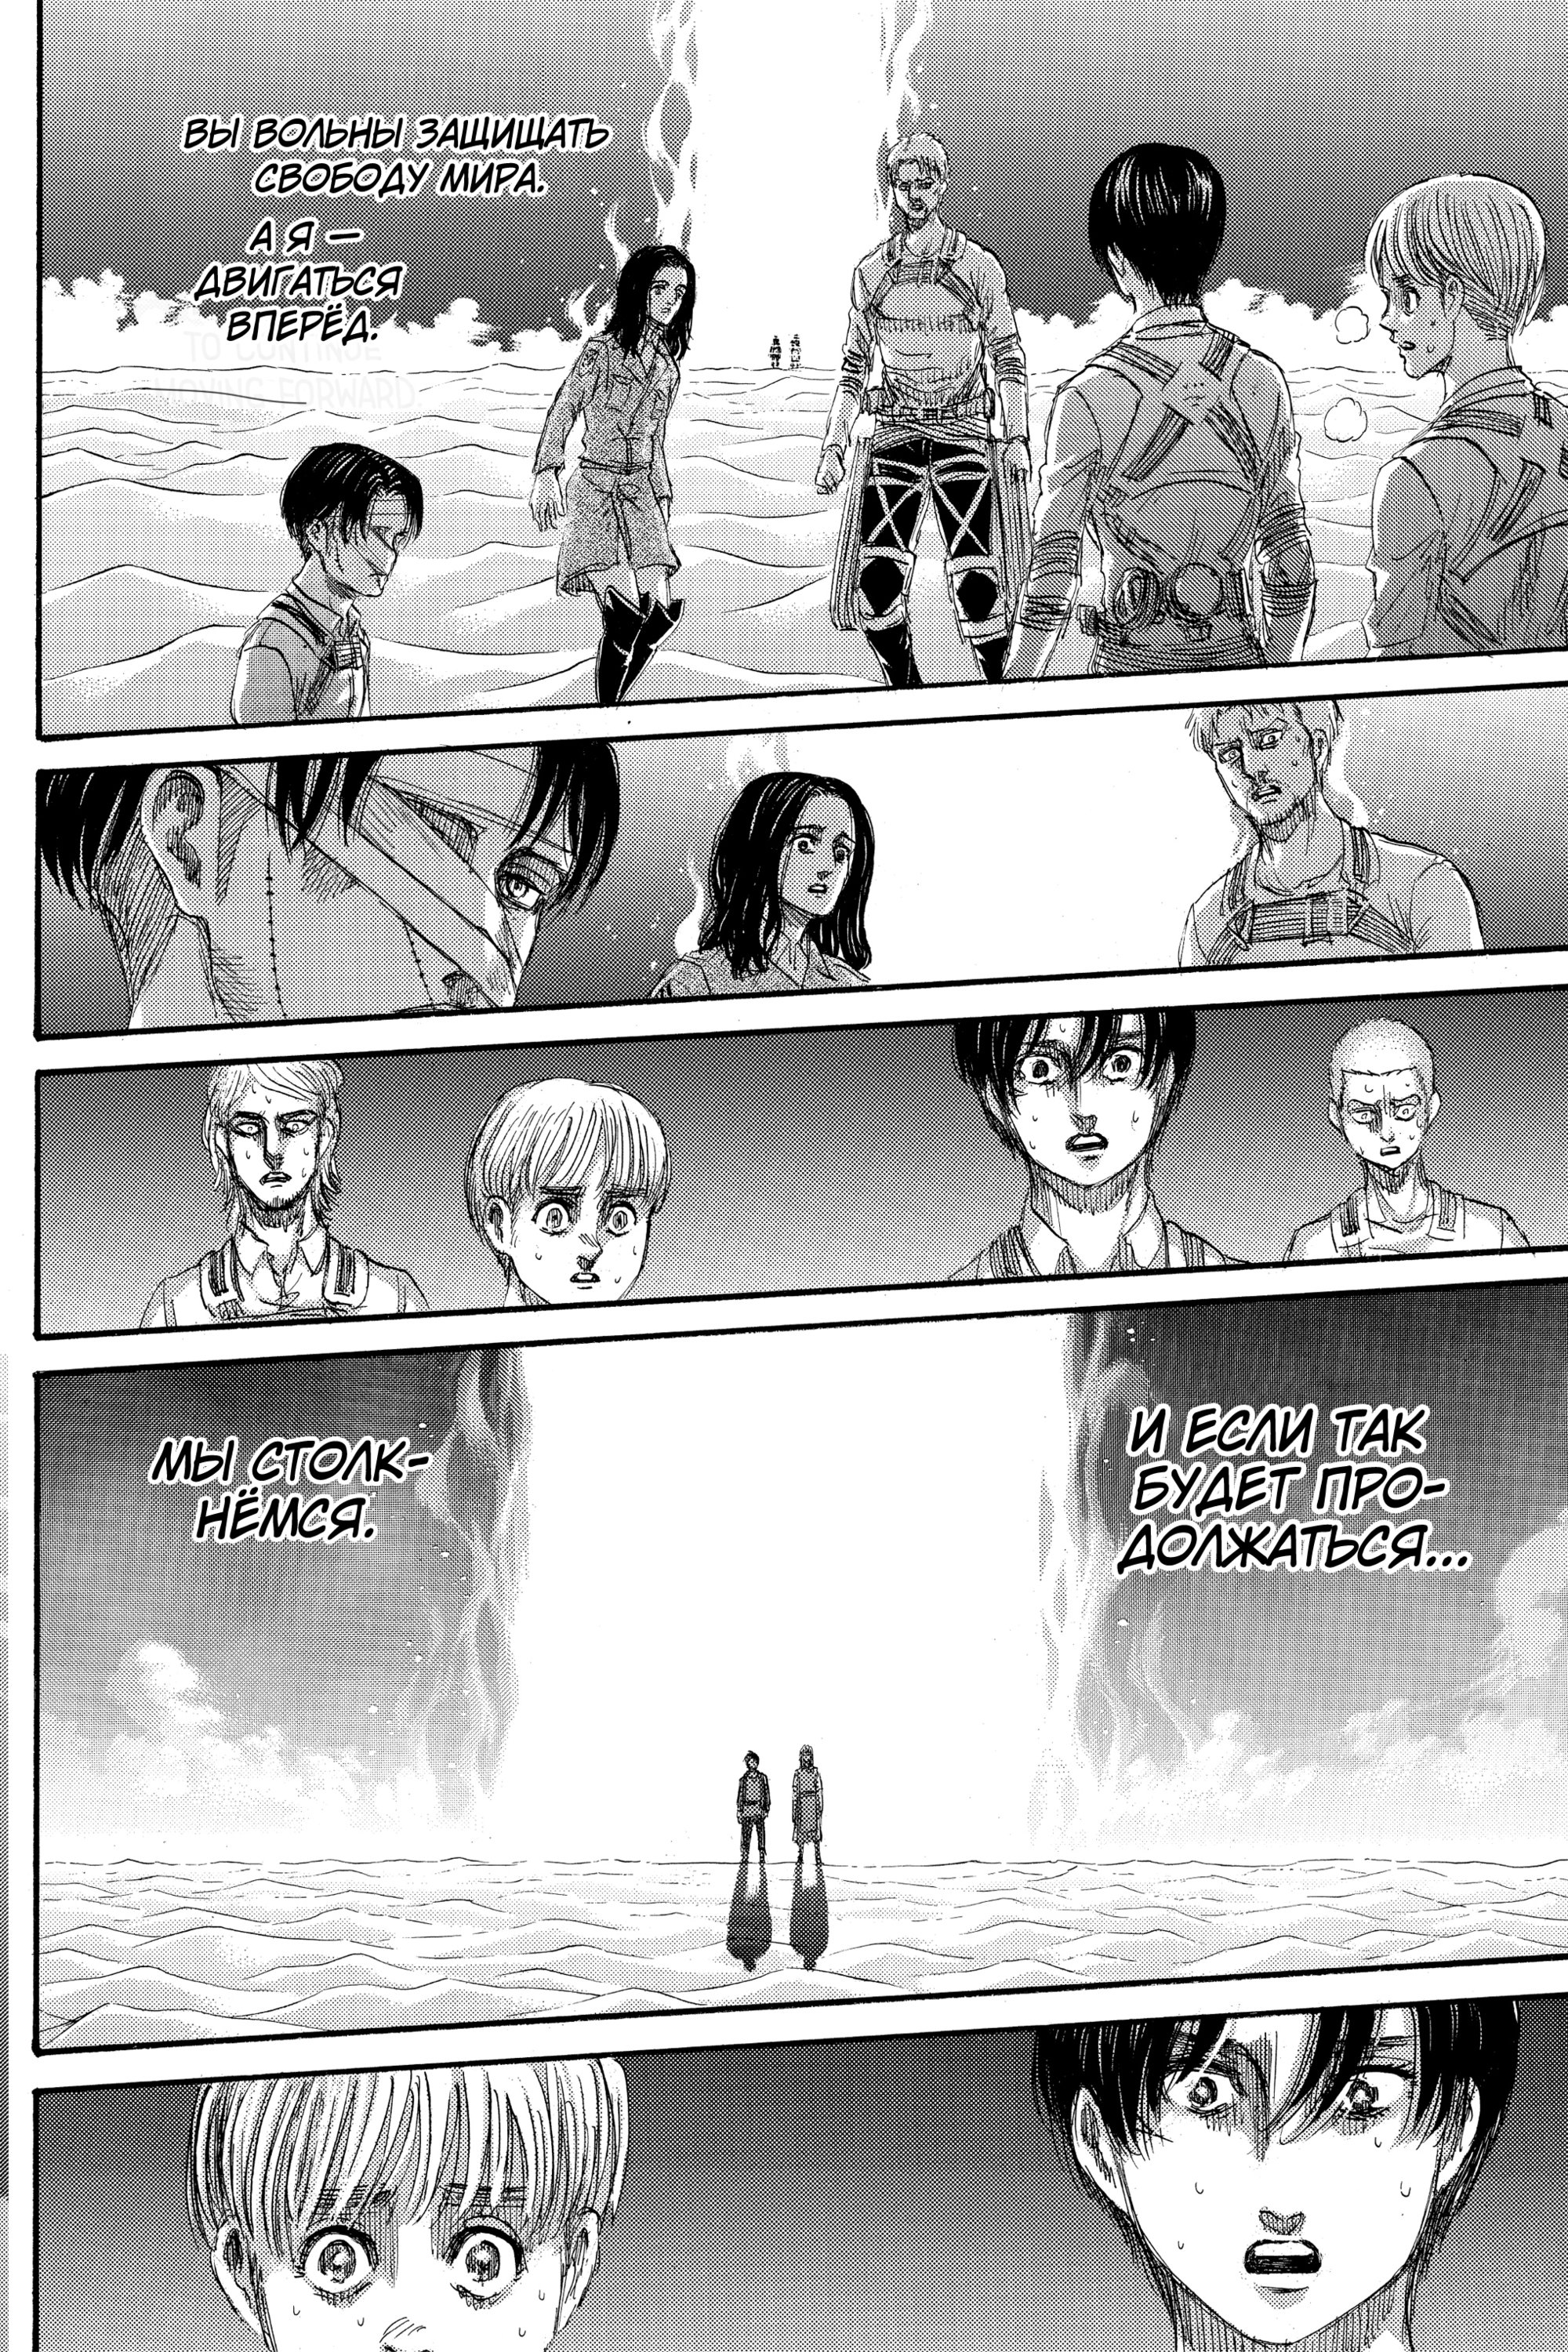 ВЫ ВОЛЬНЫ ЗАЩИЩАТЬ
СВОБОДУ МИРА.
А Я —
ДВИГАТЬСЯ
ВПЕРЁД.
TO CONTINUE
MOVING FORWARD.
И ЕСЛИ ТАК
БУДЕТ ПРО-
ДОЛЖАТЬСЯ...
МЫ СТОЛК-
НЁМСЯ.